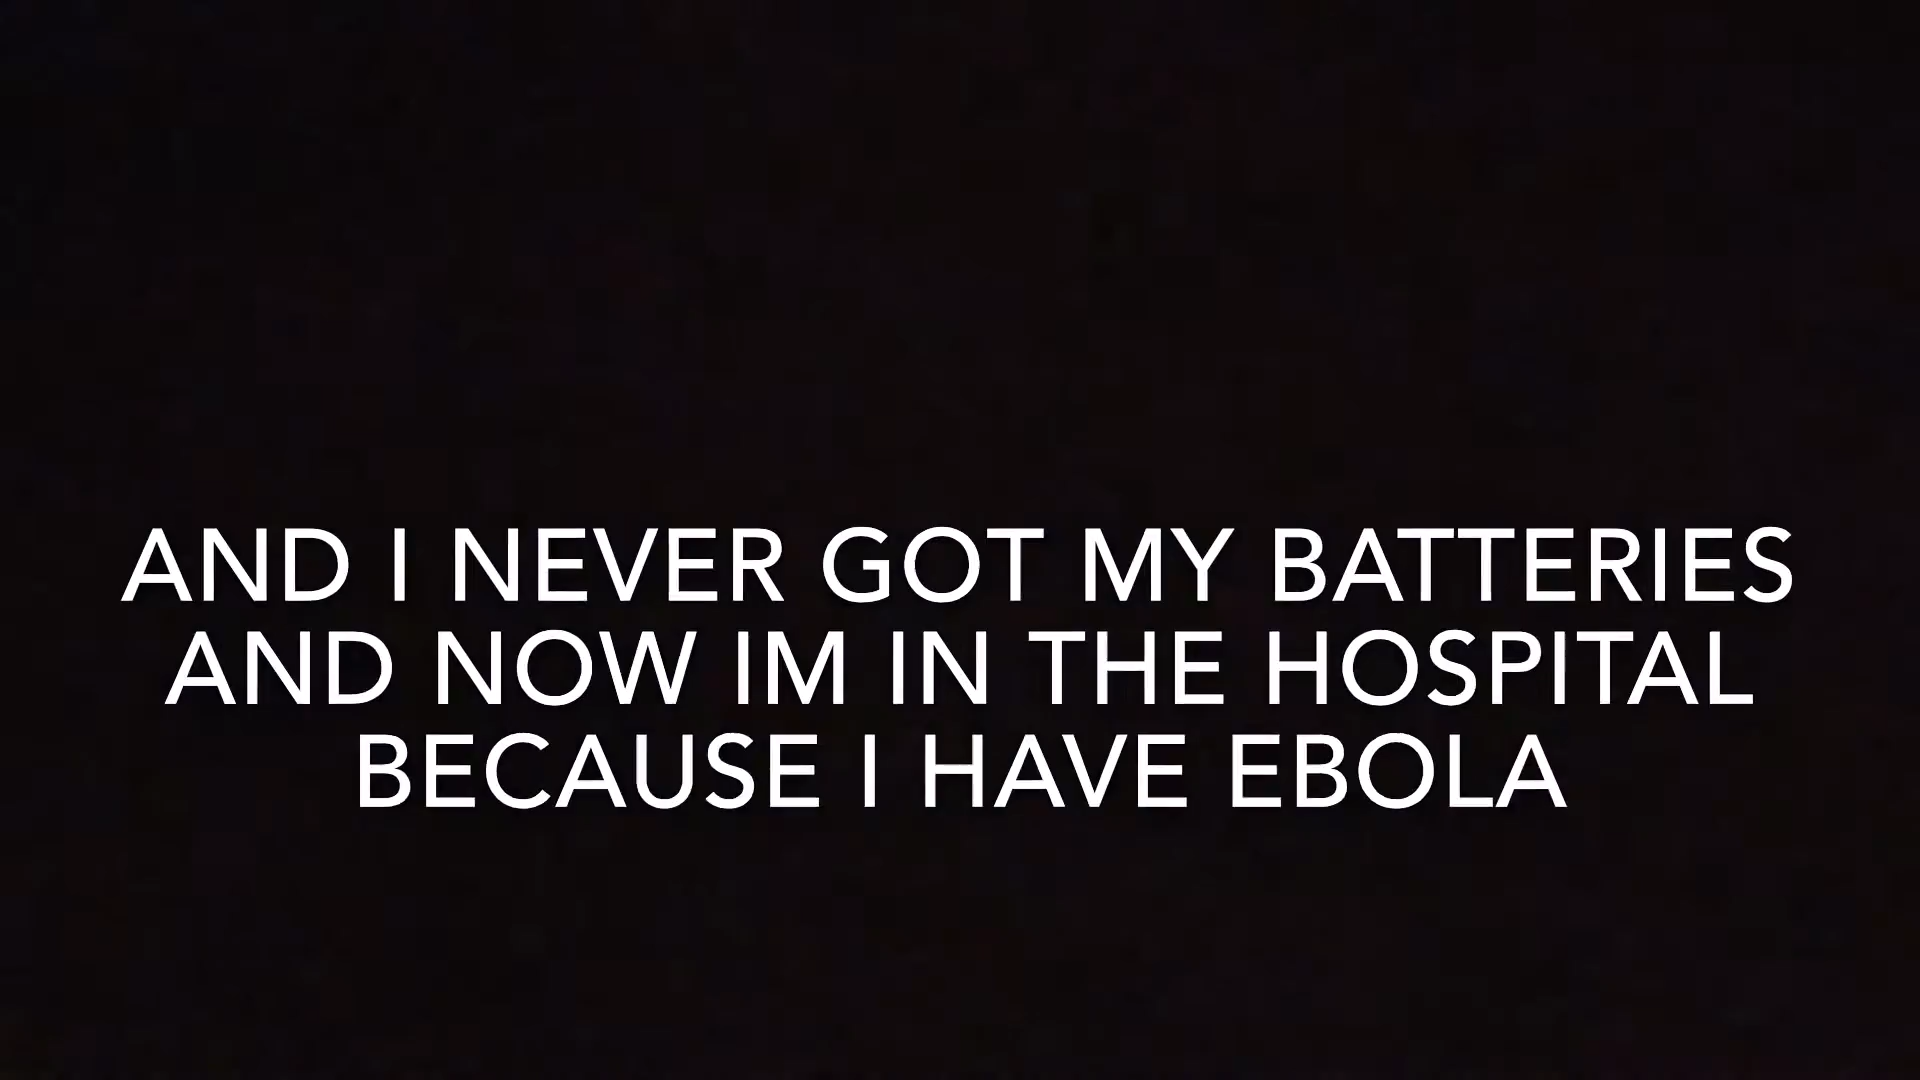 AND I NEVER GOT MY BATTERIES
AND NOW IM IN THE HOSPITAL
BECAUSE I HAVE EBOLA